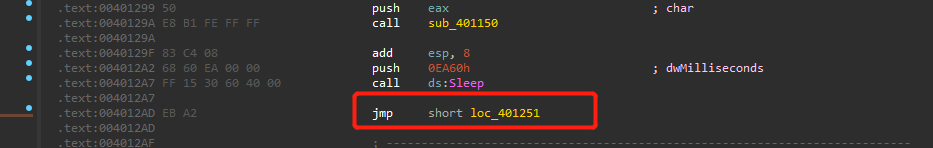 .text:00401299 50 push eax ; char
.text:0040129A E8 B1 FE FF FF call sub_401150
.text:0040129A
.text:0040129F 83 C4 08 add esp, 8
.text:004012A2 68 60 EA 00 00 push 0EA60h ; dwMilliseconds
.text:004012A7 FF 15 30 60 40 00 call ds:Sleep
.text:004012A7
.text:004012AD EB A2 jmp short loc_401251
.text:004012AD
.text:004012AF ; ---------------------------------------------------------------------------